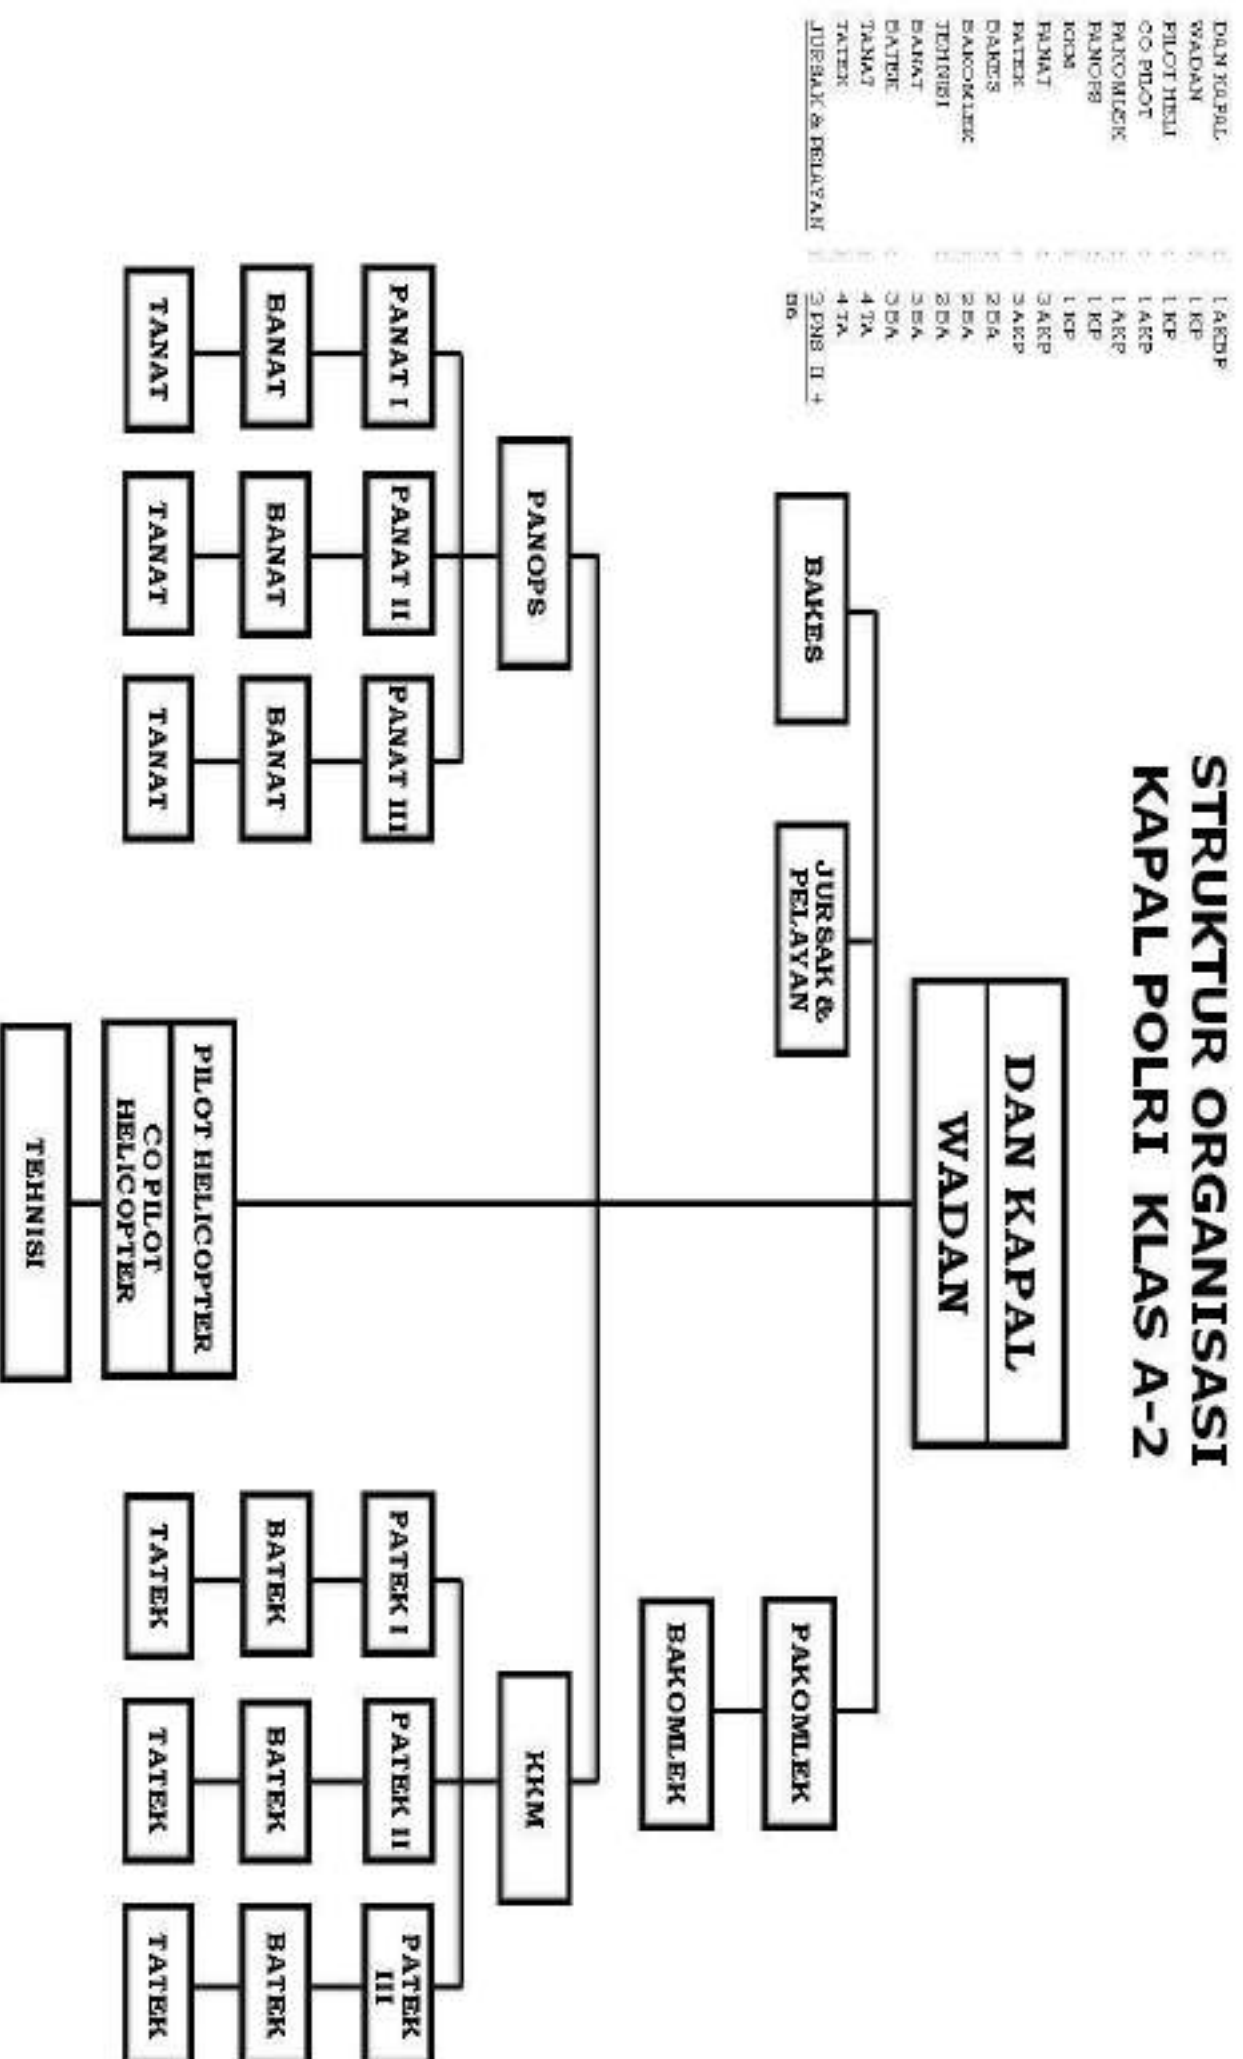 STRUKTUR ORGANISASI
KAPAL POLRI KLAS A-2
DAN KAPAL : 1 AKBP
WADAN : 1 KP
PILOT HELI : 1 KP
CO PILOT : 1 AKP
PAKOMLEK : 1 AKP
PANOPS : 1 KP
KKM : 1 KP
PANAT : 3 AKP
PATEK : 3 AKP
BAKES : 2 BA
BAKOMLEK : 2 BA
: 2 BA
BANAT 3 BA
BATEK : 3 BA
TANAT : 4 TA
TATEK : 4 TA
JURSAK & PELAYAN : 3 PNS II +
DAN KAPAL
WADAN
BAKES
JURSAK &
PELAYAN
PAKOMLEK
BAKOMLEK
PANOPS
KKM
PANAT I
PANAT II
PANAT III
PATEK I
PATEK II
PATEK
III
BANAT
BANAT
BANAT
BATEK
BATEK
BATEK
TANAT
TANAT
TANAT
PILOT HELICOPTER
CO PILOT
HELICOPTER
TATEK
TATEK
TATEK
TEHNISI